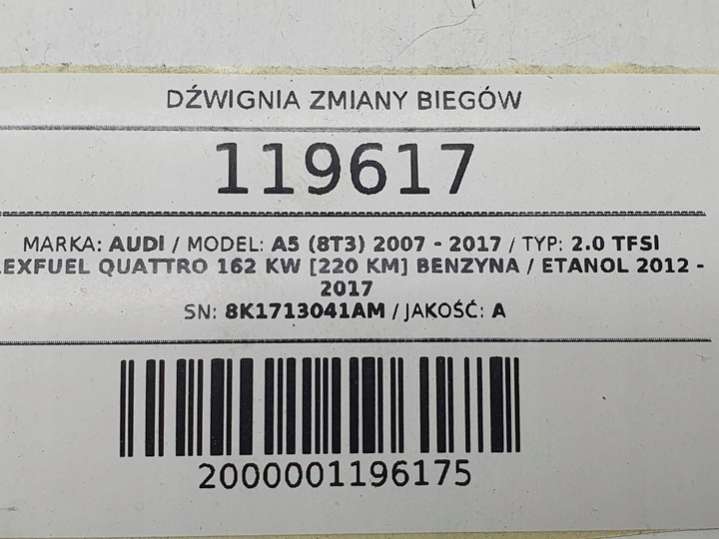 DŹWIGNIA ZMIANY BIEGÓW
119617
MARKA: AUDI / MODEL: A5 (8T3) 2007 - 2017 / TYP: 2.0 TFSI
LEXFUEL QUATTRO 162 KW [220 KM] BENZYNA / ETANOL 2012 -
2017
SN: 8K1713041AM / JAKOŚĆ: A
2000001196175